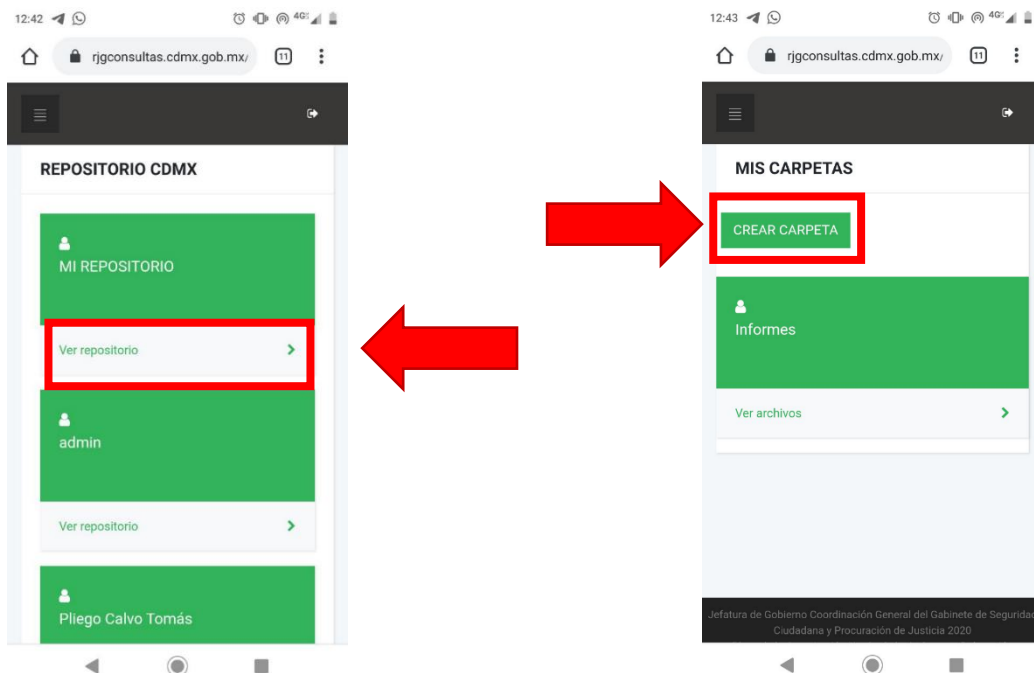 12:42
4G
rjgconsultas.cdmx.gob.mx/
11
REPOSITORIO CDMX
MI REPOSITORIO
Ver repositorio
admin
Ver repositorio
Pliego Calvo Tomás
12:43
4G
rjgconsultas.cdmx.gob.mx/
11
MIS CARPETAS
CREAR CARPETA
Informes
Ver archivos
Jefatura de Gobierno Coordinación General del Gabinete de Seguridad
Ciudadana y Procuración de Justicia 2020